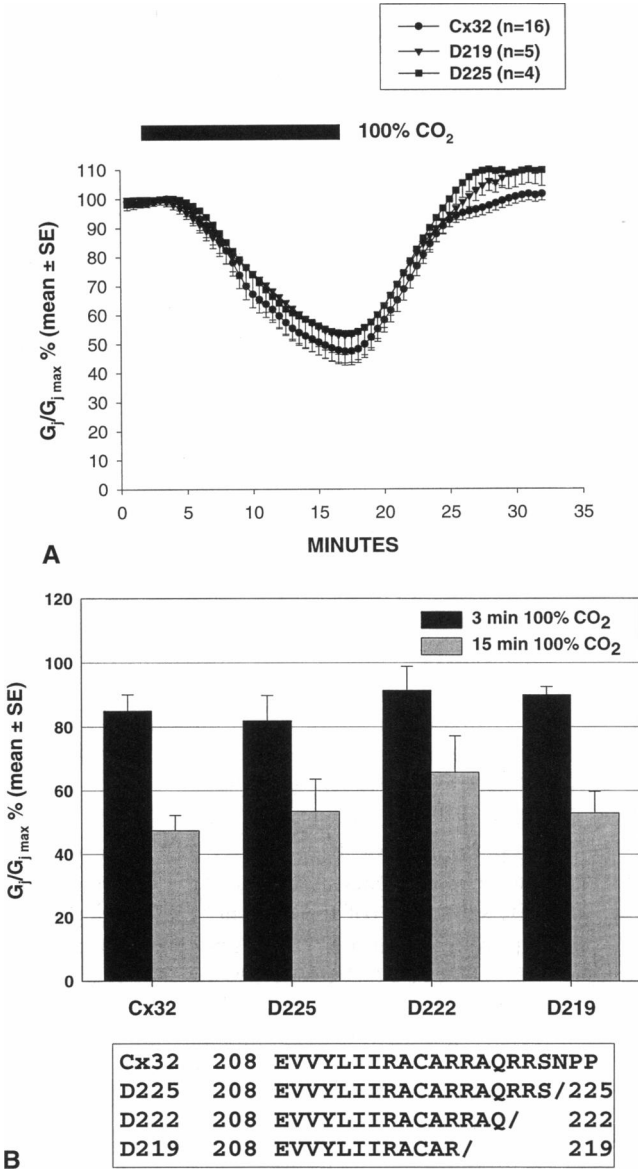 Cx32 (n=16)
D219 (n=5)
D225 (n=4)
100% CO2
110
100
90
80
70
60
50
40
30
20
10
0
Gj/Gj max % (mean ± SE)
0 5 10 15 20 25 30 35
MINUTES
A
120
100
80
60
40
20
0
Gj/Gj max % (mean ± SE)
3 min 100% CO2
15 min 100% CO2
Cx32 D225 D222 D219
Cx32 208 EVVYLIIRACARRAQRRSNPP
D225 208 EVVYLIIRACARRAQRRS/225
D222 208 EVVYLIIRACARRAQ/ 222
D219 208 EVVYLIIRACAR/ 219
B